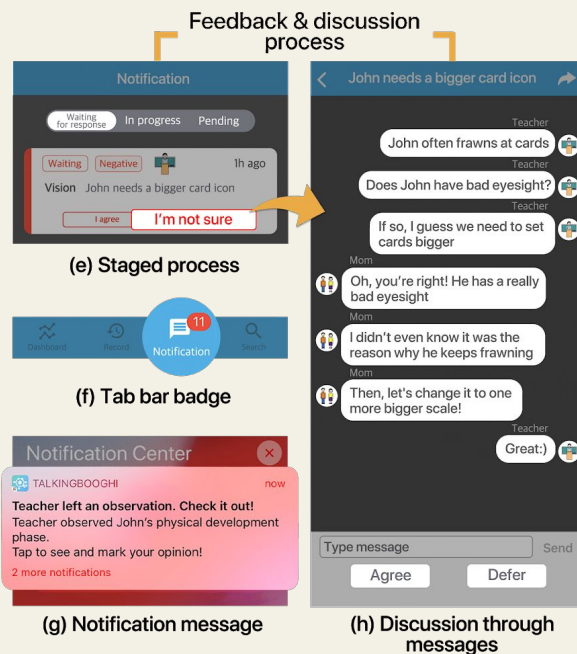 Feedback & discussion
process
Notification
Waiting
for response
In progress
Pending
Waiting
Negative
1h ago
Vision John needs a bigger card icon
I agree
I'm not sure
(e) Staged process
Dashboard
Record
11
Notification
Search
(f) Tab bar badge
Notification Center
TALKINGBOOGHI
now
Teacher left an observation. Check it out!
Teacher observed John's physical development
phase.
Tap to see and mark your opinion!
2 more notifications
(g) Notification message
John needs a bigger card icon
Teacher
John often frawns at cards
Teacher
Does John have bad eyesight?
Teacher
If so, I guess we need to set
cards bigger
Mom
Oh, you're right! He has a really
bad eyesight
Mom
I didn't even know it was the
reason why he keeps frawning
Mom
Then, let's change it to one
more bigger scale!
Teacher
Great:)
Type message
Send
Agree
Defer
(h) Discussion through
messages